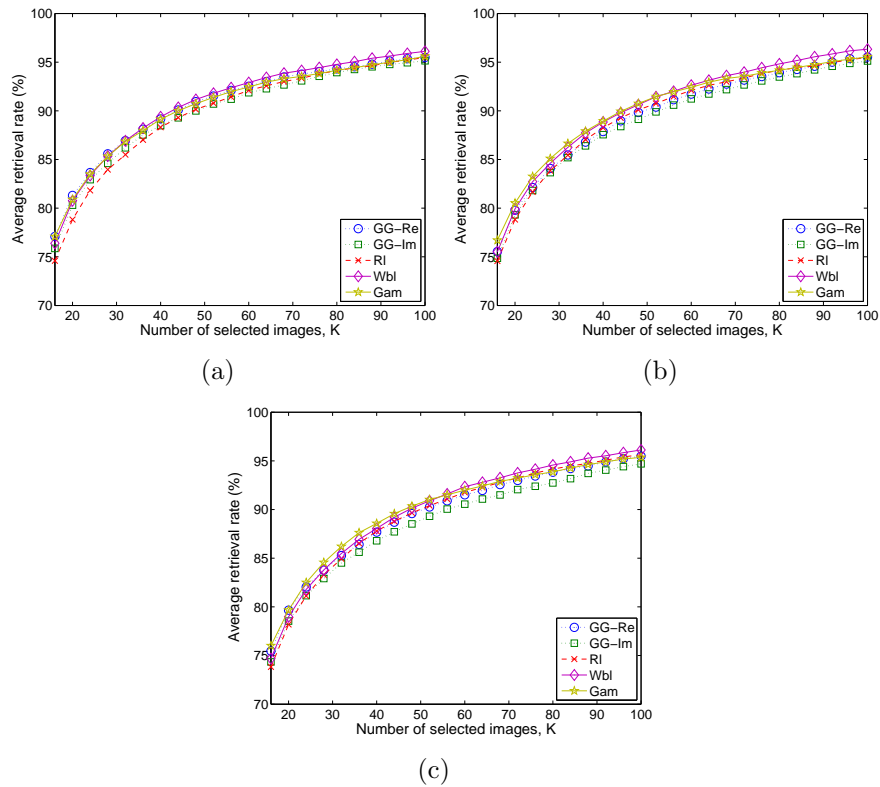 100
95
90
85
80
75
70
20 30 40 50 60 70 80 90 100
Average retrieval rate (%)
Number of selected images, K
GG−Re
GG−Im
RI
Wbl
Gam
(a)
100
95
90
85
80
75
70
20 30 40 50 60 70 80 90 100
Average retrieval rate (%)
Number of selected images, K
GG−Re
GG−Im
RI
Wbl
Gam
(b)
100
95
90
85
80
75
70
20 30 40 50 60 70 80 90 100
Average retrieval rate (%)
Number of selected images, K
GG−Re
GG−Im
RI
Wbl
Gam
(c)